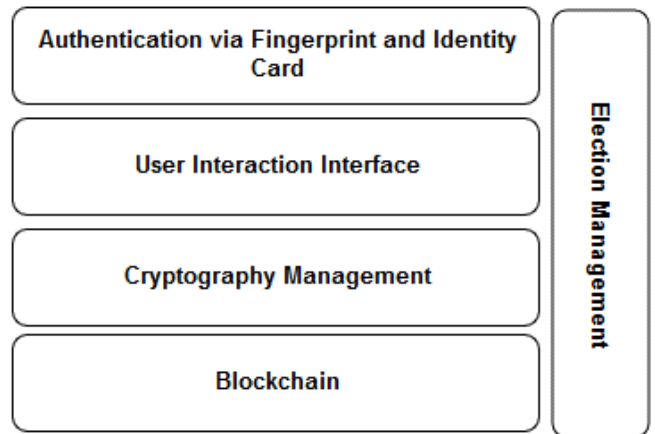 Authentication via Fingerprint and Identity
Card
User Interaction Interface
Cryptography Management
Blockchain
Election Management